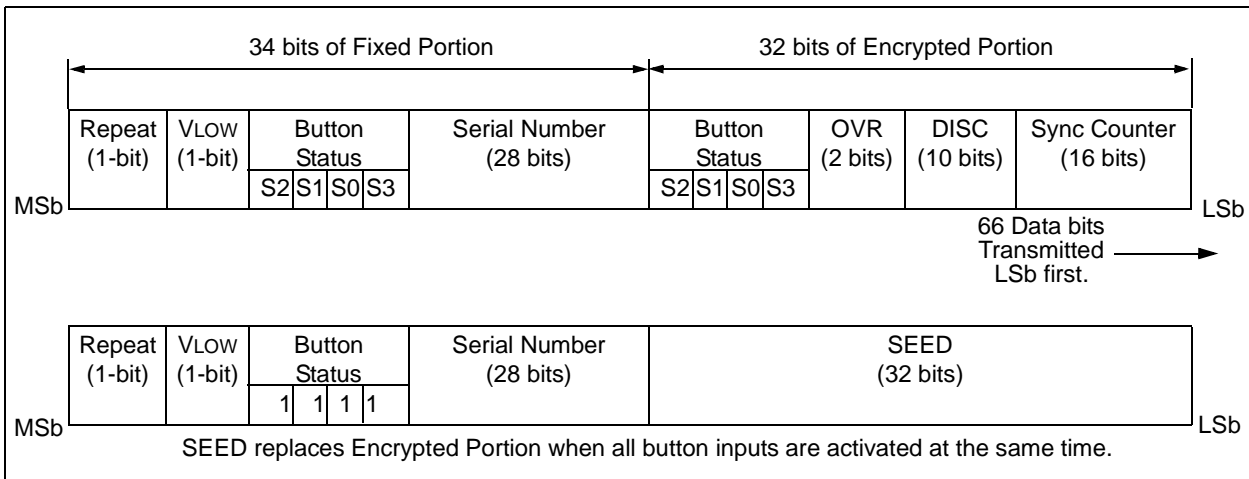 34 bits of Fixed Portion 32 bits of Encrypted Portion
Repeat VLOW Button Serial Number Button OVR DISC Sync Counter
(1-bit) (1-bit) Status (28 bits) Status (2 bits) (10 bits) (16 bits)
S2 S1 S0 S3 S2 S1 S0 S3
MSb LSb
66 Data bits
Transmitted
LSb first.
Repeat VLOW Button Serial Number SEED
(1-bit) (1-bit) Status (28 bits) (32 bits)
1 1 1 1
MSb LSb
SEED replaces Encrypted Portion when all button inputs are activated at the same time.